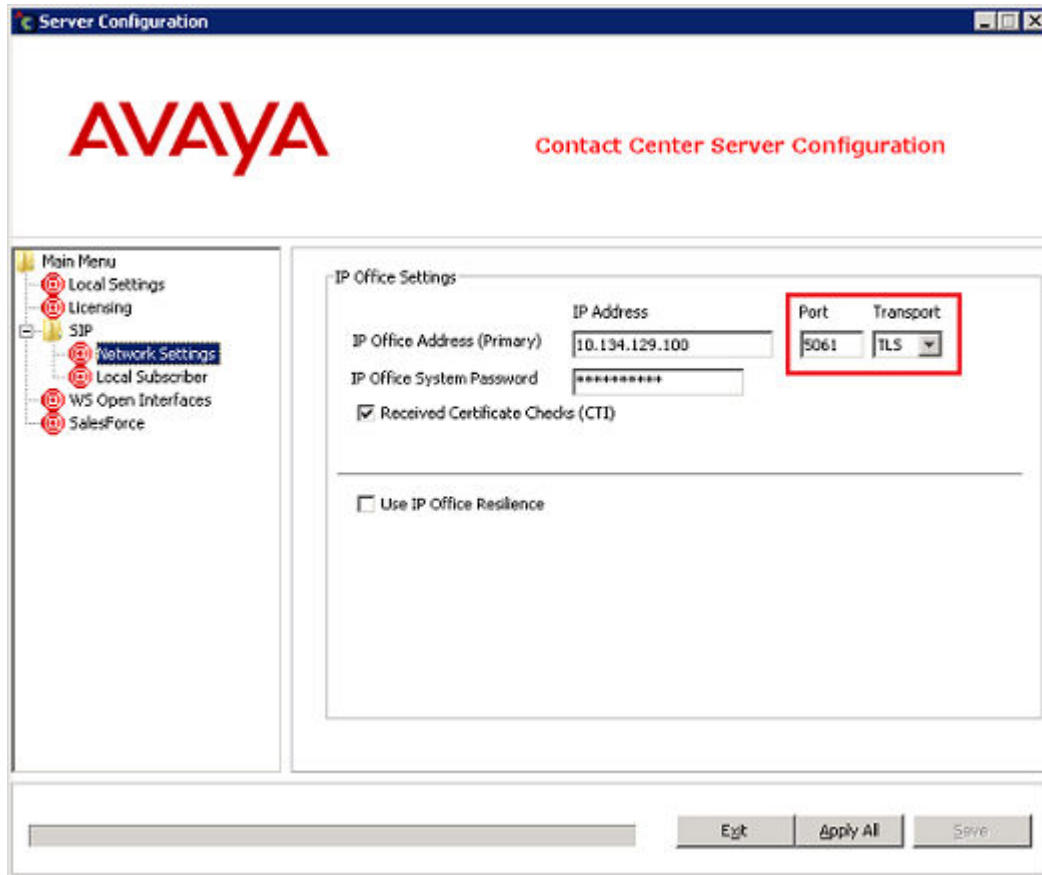 Server Configuration
AVAYA
Contact Center Server Configuration
Main Menu
Local Settings
Licensing
SIP
Network Settings
Local Subscriber
WS Open Interfaces
SalesForce
IP Office Settings
IP Address Port Transport
IP Office Address (Primary) 10.134.129.100 5061 TLS
IP Office System Password **********
Received Certificate Checks (CTI)
Use IP Office Resilience
Exit Apply All Save